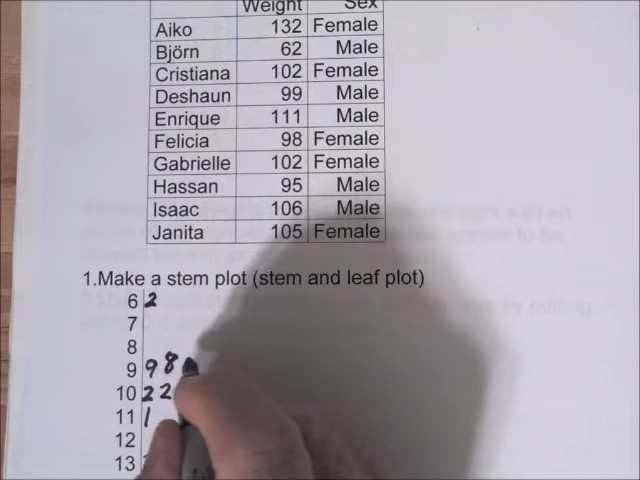 Weight Sex
Aiko 132 Female
Björn 62 Male
Cristiana 102 Female
Deshaun 99 Male
Enrique 111 Male
Felicia 98 Female
Gabrielle 102 Female
Hassan 95 Male
Isaac 106 Male
Janita 105 Female
1.Make a stem plot (stem and leaf plot)
6 2
7
8
9 9 8
10 2 2
11 1
12
13